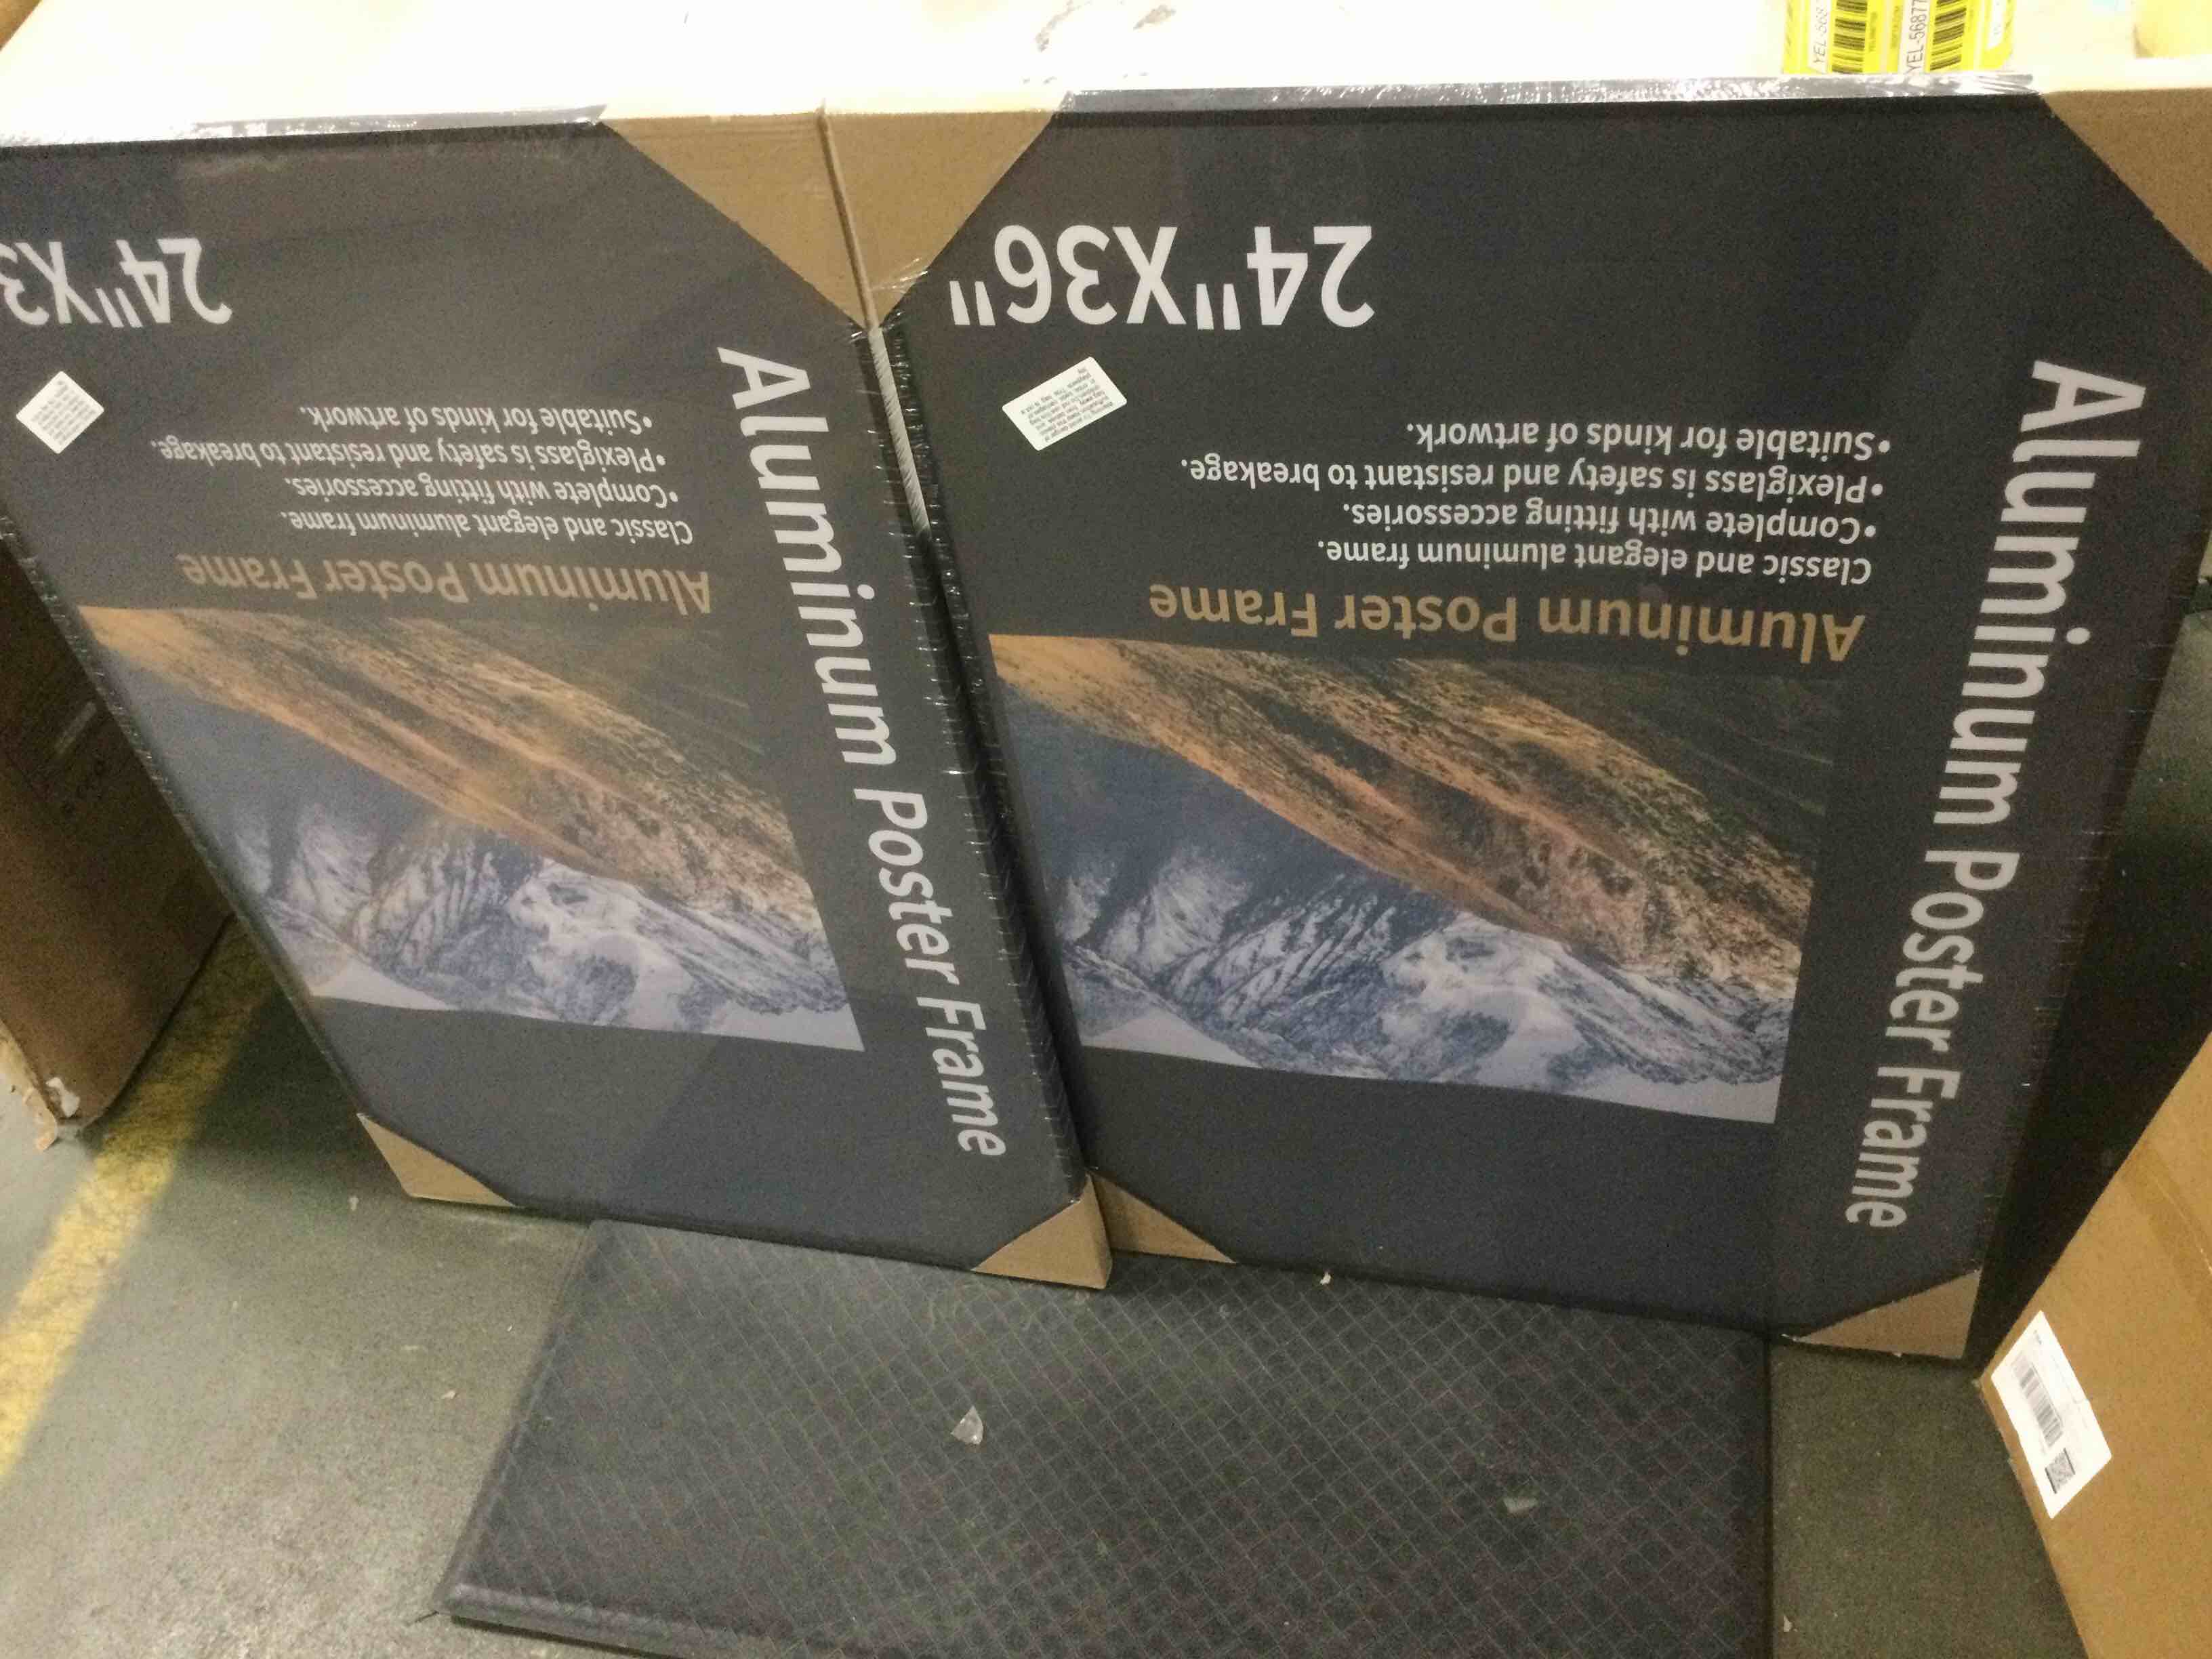 24"X3
Aluminum Poster Frame
•Suitable for kinds of artwork.
•Plexiglass is safety and resistant to breakage.
•Complete with fitting accessories.
Classic and elegant aluminum frame.
Aluminum Poster Frame
24"X36"
Aluminum Poster Frame
•Suitable for kinds of artwork.
•Plexiglass is safety and resistant to breakage.
•Complete with fitting accessories.
Classic and elegant aluminum frame.
Aluminum Poster Frame